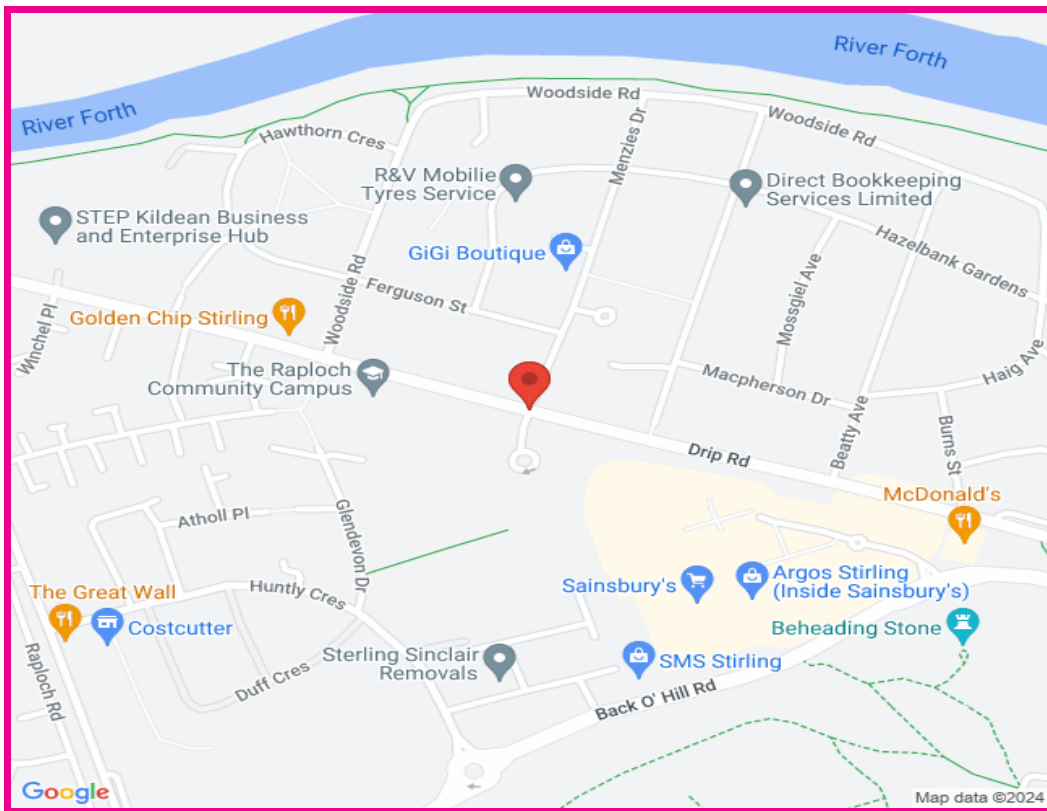 River Forth
River Forth
Woodside Rd
Woodside Rd
Hawthorn Cres
Menzies Dr
R&V Mobilie
Tyres Service
Direct Bookkeeping
Services Limited
STEP Kildean Business
and Enterprise Hub
GiGi Boutique
Hazelbank Gardens
Woodside Rd
Ferguson St
Mossgiel Ave
Golden Chip Stirling
Winchel Pl
The Raploch
Community Campus
Macpherson Dr
Haig Ave
Beatty Ave
Burns St
Drip Rd
McDonald's
Atholl Pl
Glendevon Dr
The Great Wall
Huntly Cres
Sainsbury's
Argos Stirling
(Inside Sainsbury's)
Costcutter
Beheading Stone
Raploch Rd
Duff Cres
Sterling Sinclair
Removals
SMS Stirling
Back O' Hill Rd
Google
Map data ©2024